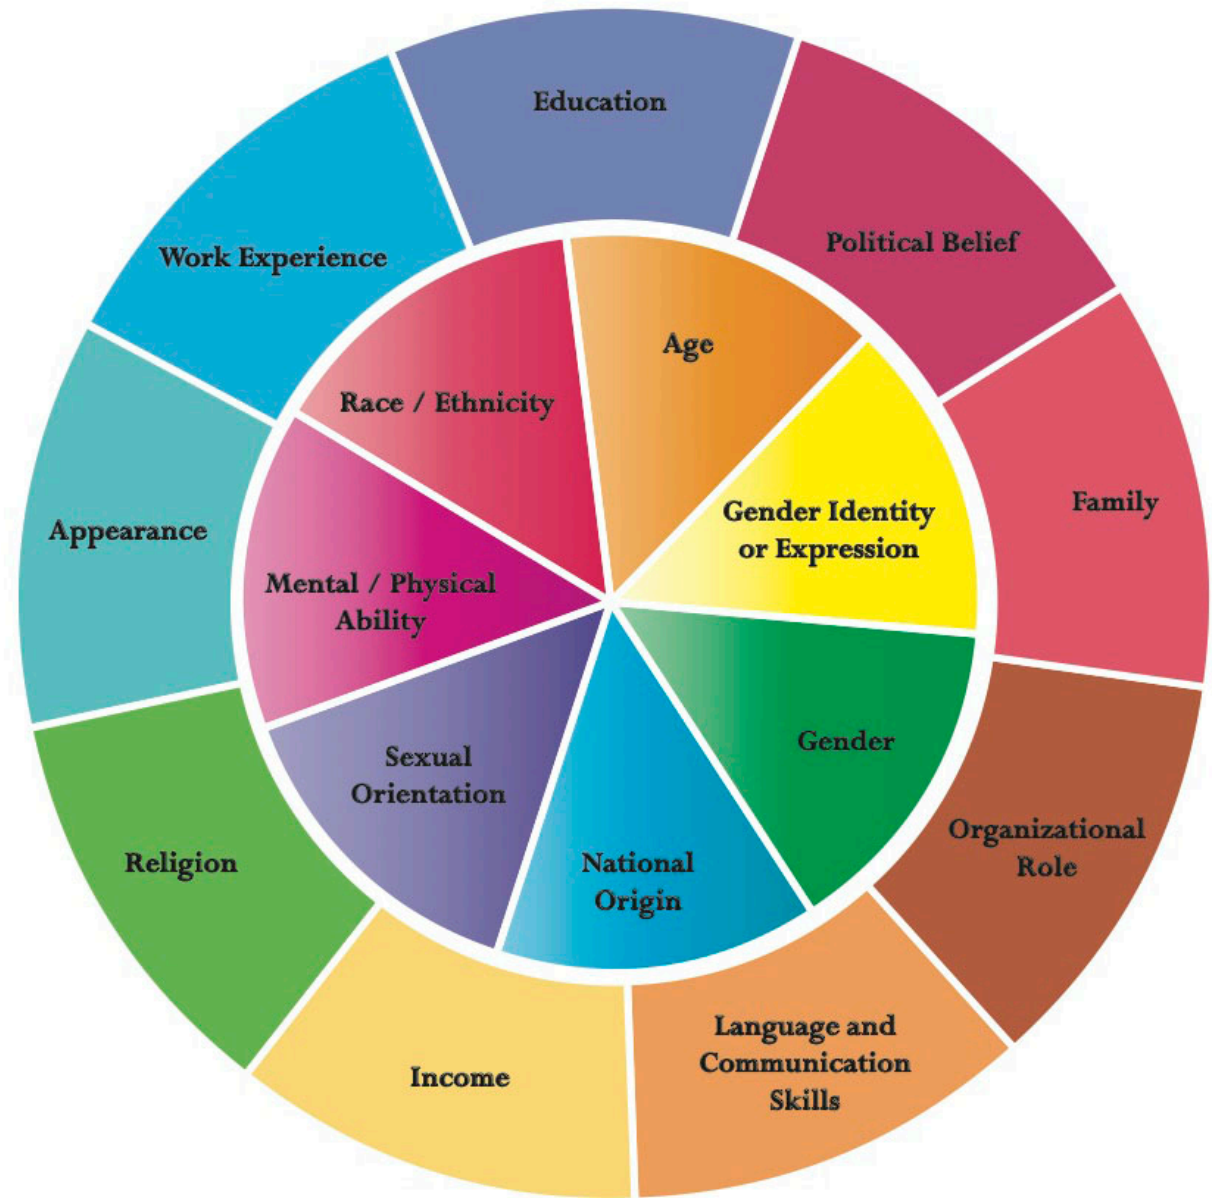 Education
Political Belief
Family
Organizational
Role
Language and
Communication
Skills
Income
Religion
Appearance
Work Experience
Age
Gender Identity
or Expression
Gender
National
Origin
Sexual
Orientation
Mental / Physical
Ability
Race / Ethnicity